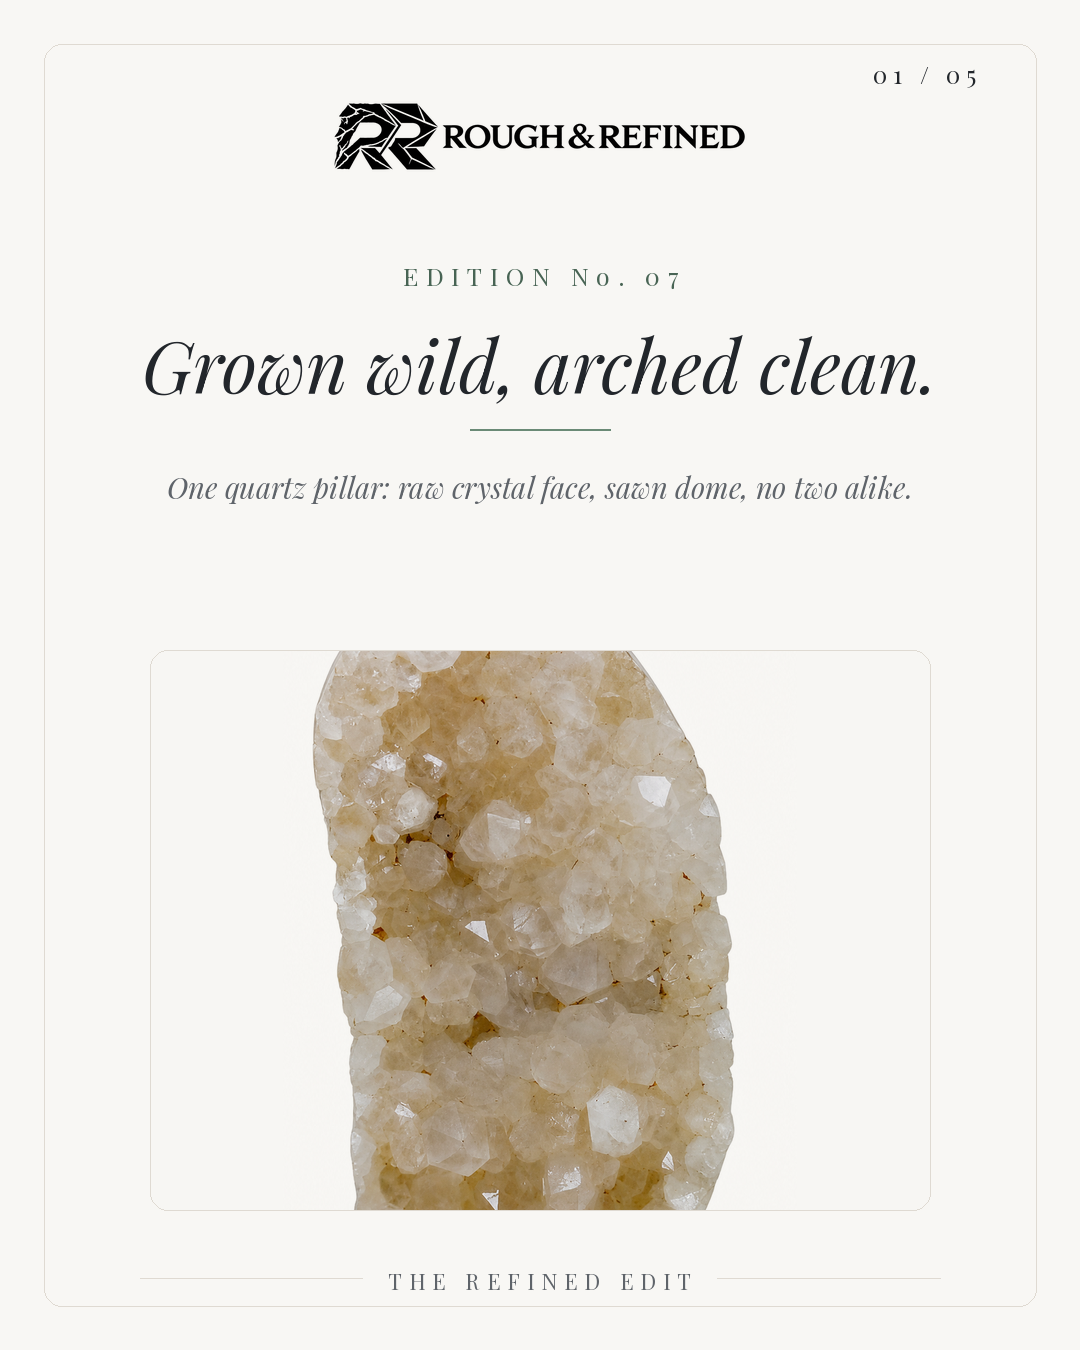 01 / 05
RR ROUGH & REFINED
EDITION No. 07
Grown wild, arched clean.
One quartz pillar: raw crystal face, sawn dome, no two alike.
THE REFINED EDIT